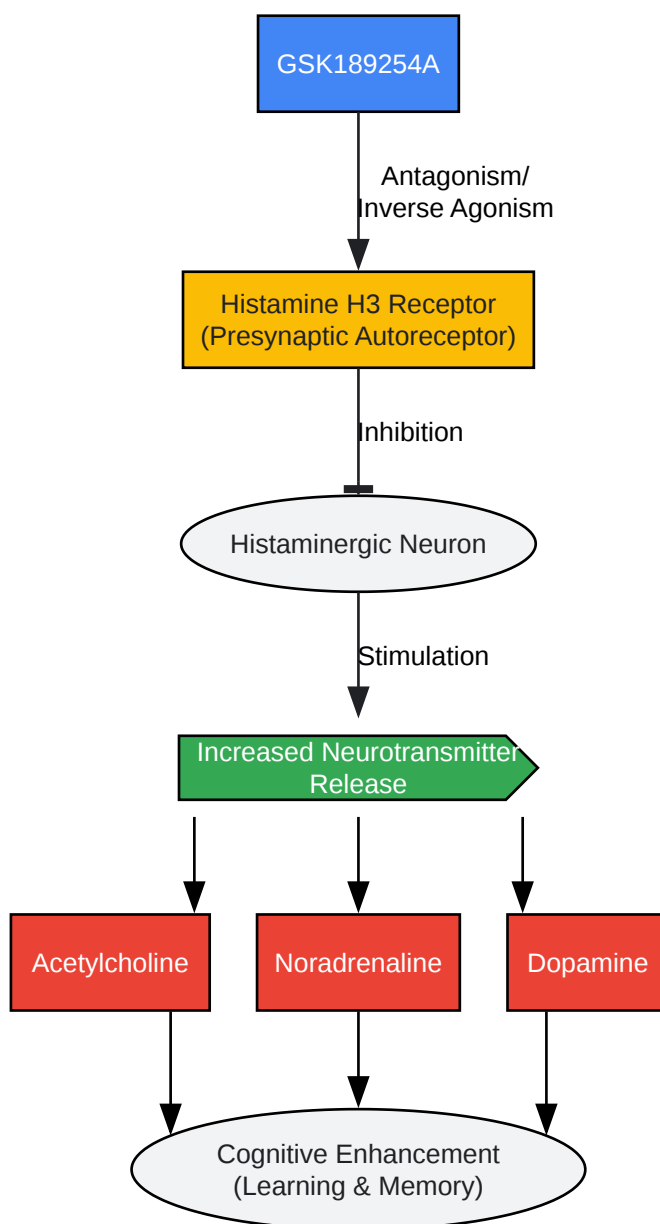 GSK189254A
Antagonism/
Inverse Agonism
Histamine H3 Receptor
(Presynaptic Autoreceptor)
Inhibition
Histaminergic Neuron
Stimulation
Increased Neurotransmitter
Release
Acetylcholine
Noradrenaline
Dopamine
Cognitive Enhancement
(Learning & Memory)